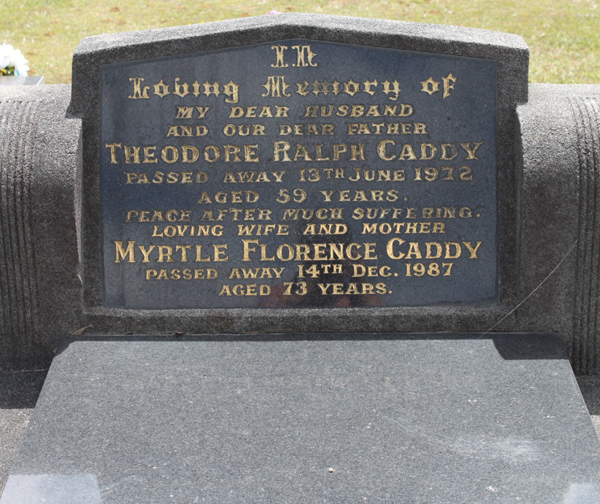 In
Loving Memory of
MY DEAR HUSBAND
AND OUR DEAR FATHER
THEODORE RALPH CADDY
PASSED AWAY 13TH JUNE 1972
AGED 59 YEARS.
PEACE AFTER MUCH SUFFERING.
LOVING WIFE AND MOTHER
MYRTLE FLORENCE CADDY
PASSED AWAY 14TH DEC. 1987
AGED 73 YEARS.